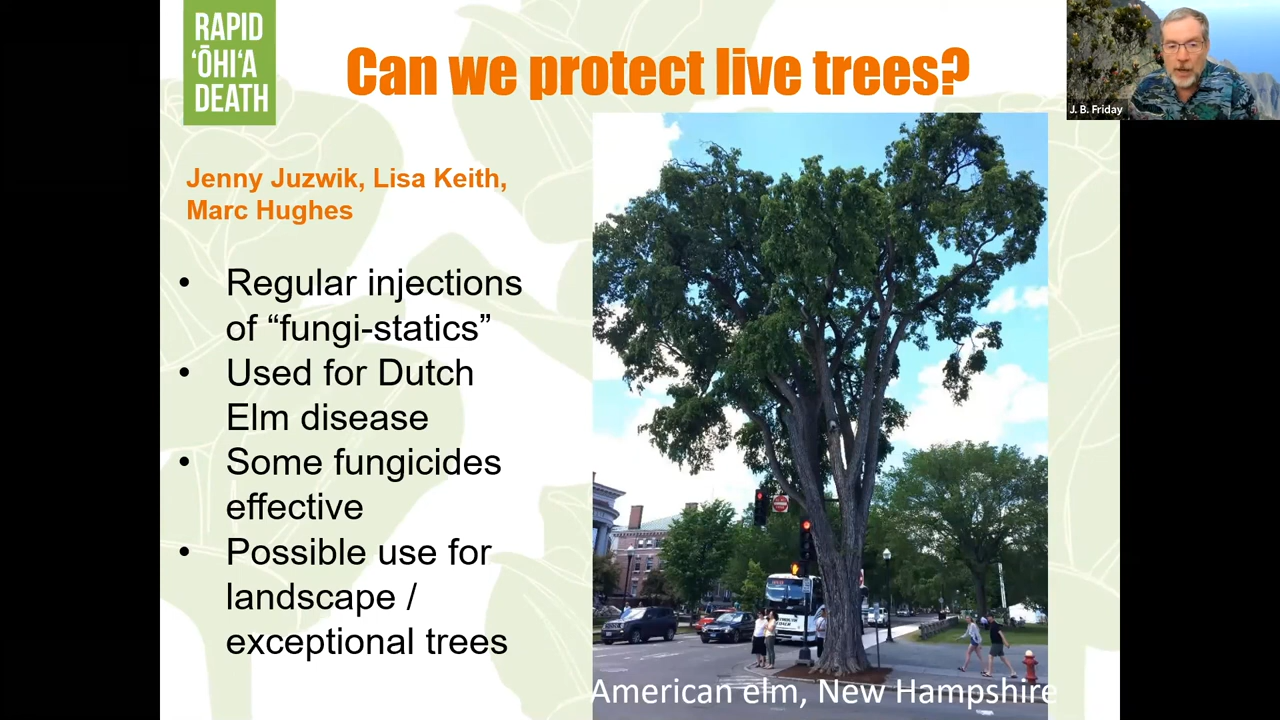 RAPID
ʻŌHIʻA
DEATH
Can we protect live trees?
J. B. Friday
Jenny Juzwik, Lisa Keith,
Marc Hughes
• Regular injections
of “fungi-statics”
• Used for Dutch
Elm disease
• Some fungicides
effective
• Possible use for
landscape /
exceptional trees
American elm, New Hampshire